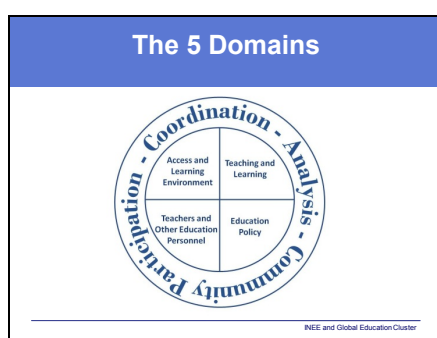 The 5 Domains
Coordination - Analysis - Community Participation -
Access and
Learning
Environment
Teaching and
Learning
Teachers and
Other Education
Personnel
Education
Policy
INEE and Global Education Cluster